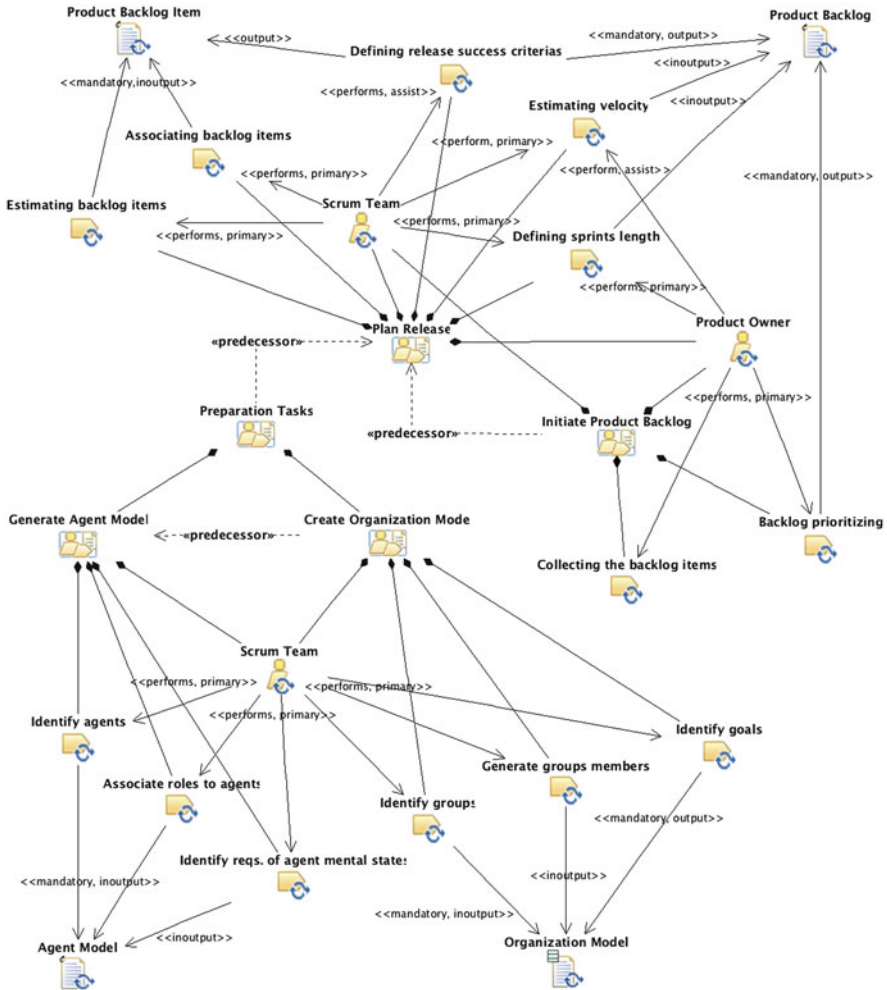 Product Backlog Item
Product Backlog
<<output>>
<<mandatory, output>>
Defining release success criterias
<<mandatory,inoutput>>
<<inoutput>>
<<performs, assist>>
Estimating velocity
<<inoutput>>
Associating backlog items
<<perform, primary>>
<<performs, primary>>
<<perform, assist>>
<<mandatory, output>>
Estimating backlog items
Scrum Team
<<performs, primary>>
<<performs, primary>>
Defining sprints length
<<performs, primary>>
Plan Release
Product Owner
«predecessor»
<<performs, primary>>
Preparation Tasks
Initiate Product Backlog
«predecessor»
Generate Agent Model
Create Organization Mode
«predecessor»
Backlog prioritizing
Collecting the backlog items
Scrum Team
<<performs, primary>>
<<performs, primary>>
<<performs, primary>>
Identify agents
Identify goals
Generate groups members
Associate roles to agents
Identify groups
<<mandatory, output>>
Identify reqs. of agent mental states
<<mandatory, inoutput>>
<<inoutput>>
<<mandatory, inoutput>>
<<inoutput>>
Agent Model
Organization Model